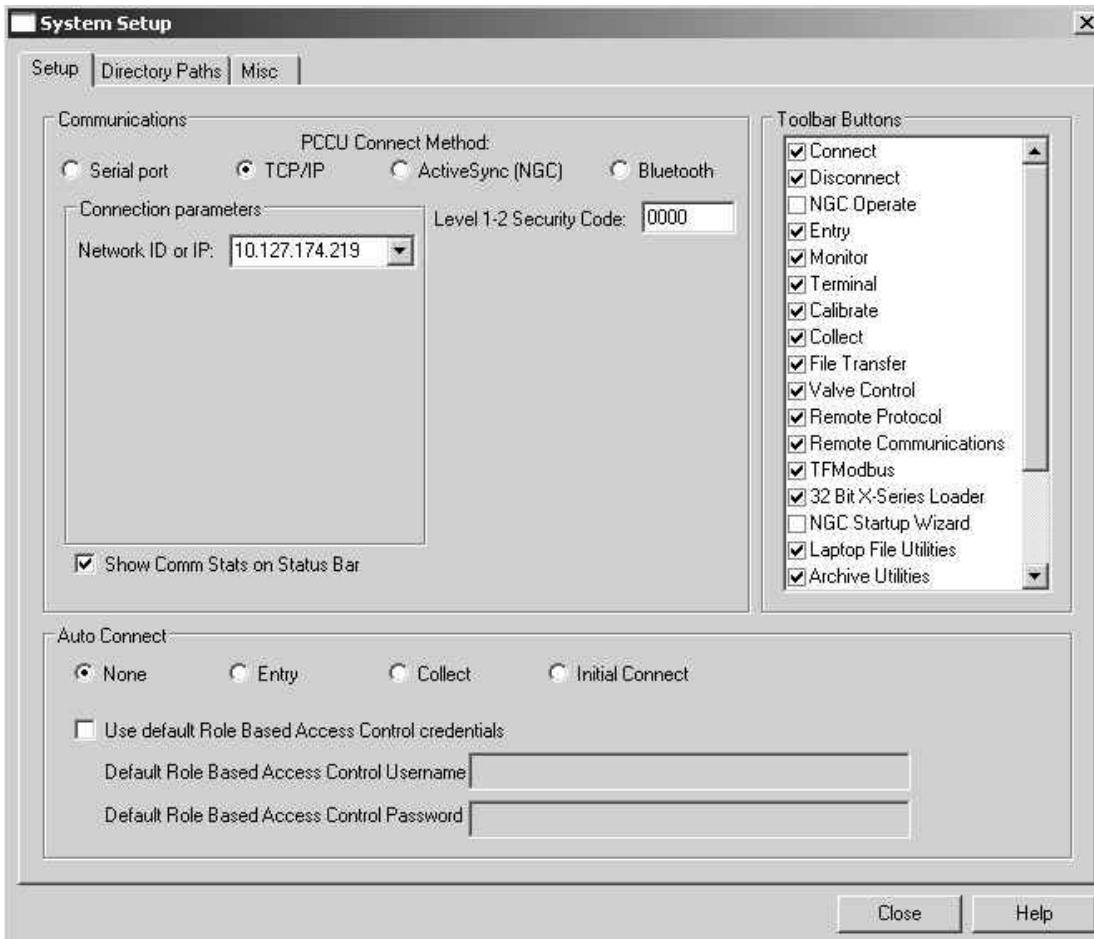 System Setup
Setup
Directory Paths
Misc
Communications
PCCU Connect Method:
Serial port
TCP/IP
ActiveSync (NGC)
Bluetooth
Connection parameters
Level 1-2 Security Code: 0000
Network ID or IP: 10.127.174.219
Show Comm Stats on Status Bar
Toolbar Buttons
Connect
Disconnect
NGC Operate
Entry
Monitor
Terminal
Calibrate
Collect
File Transfer
Valve Control
Remote Protocol
Remote Communications
TFModbus
32 Bit X-Series Loader
NGC Startup Wizard
Laptop File Utilities
Archive Utilities
Auto Connect
None
Entry
Collect
Initial Connect
Use default Role Based Access Control credentials
Default Role Based Access Control Username
Default Role Based Access Control Password
Close
Help